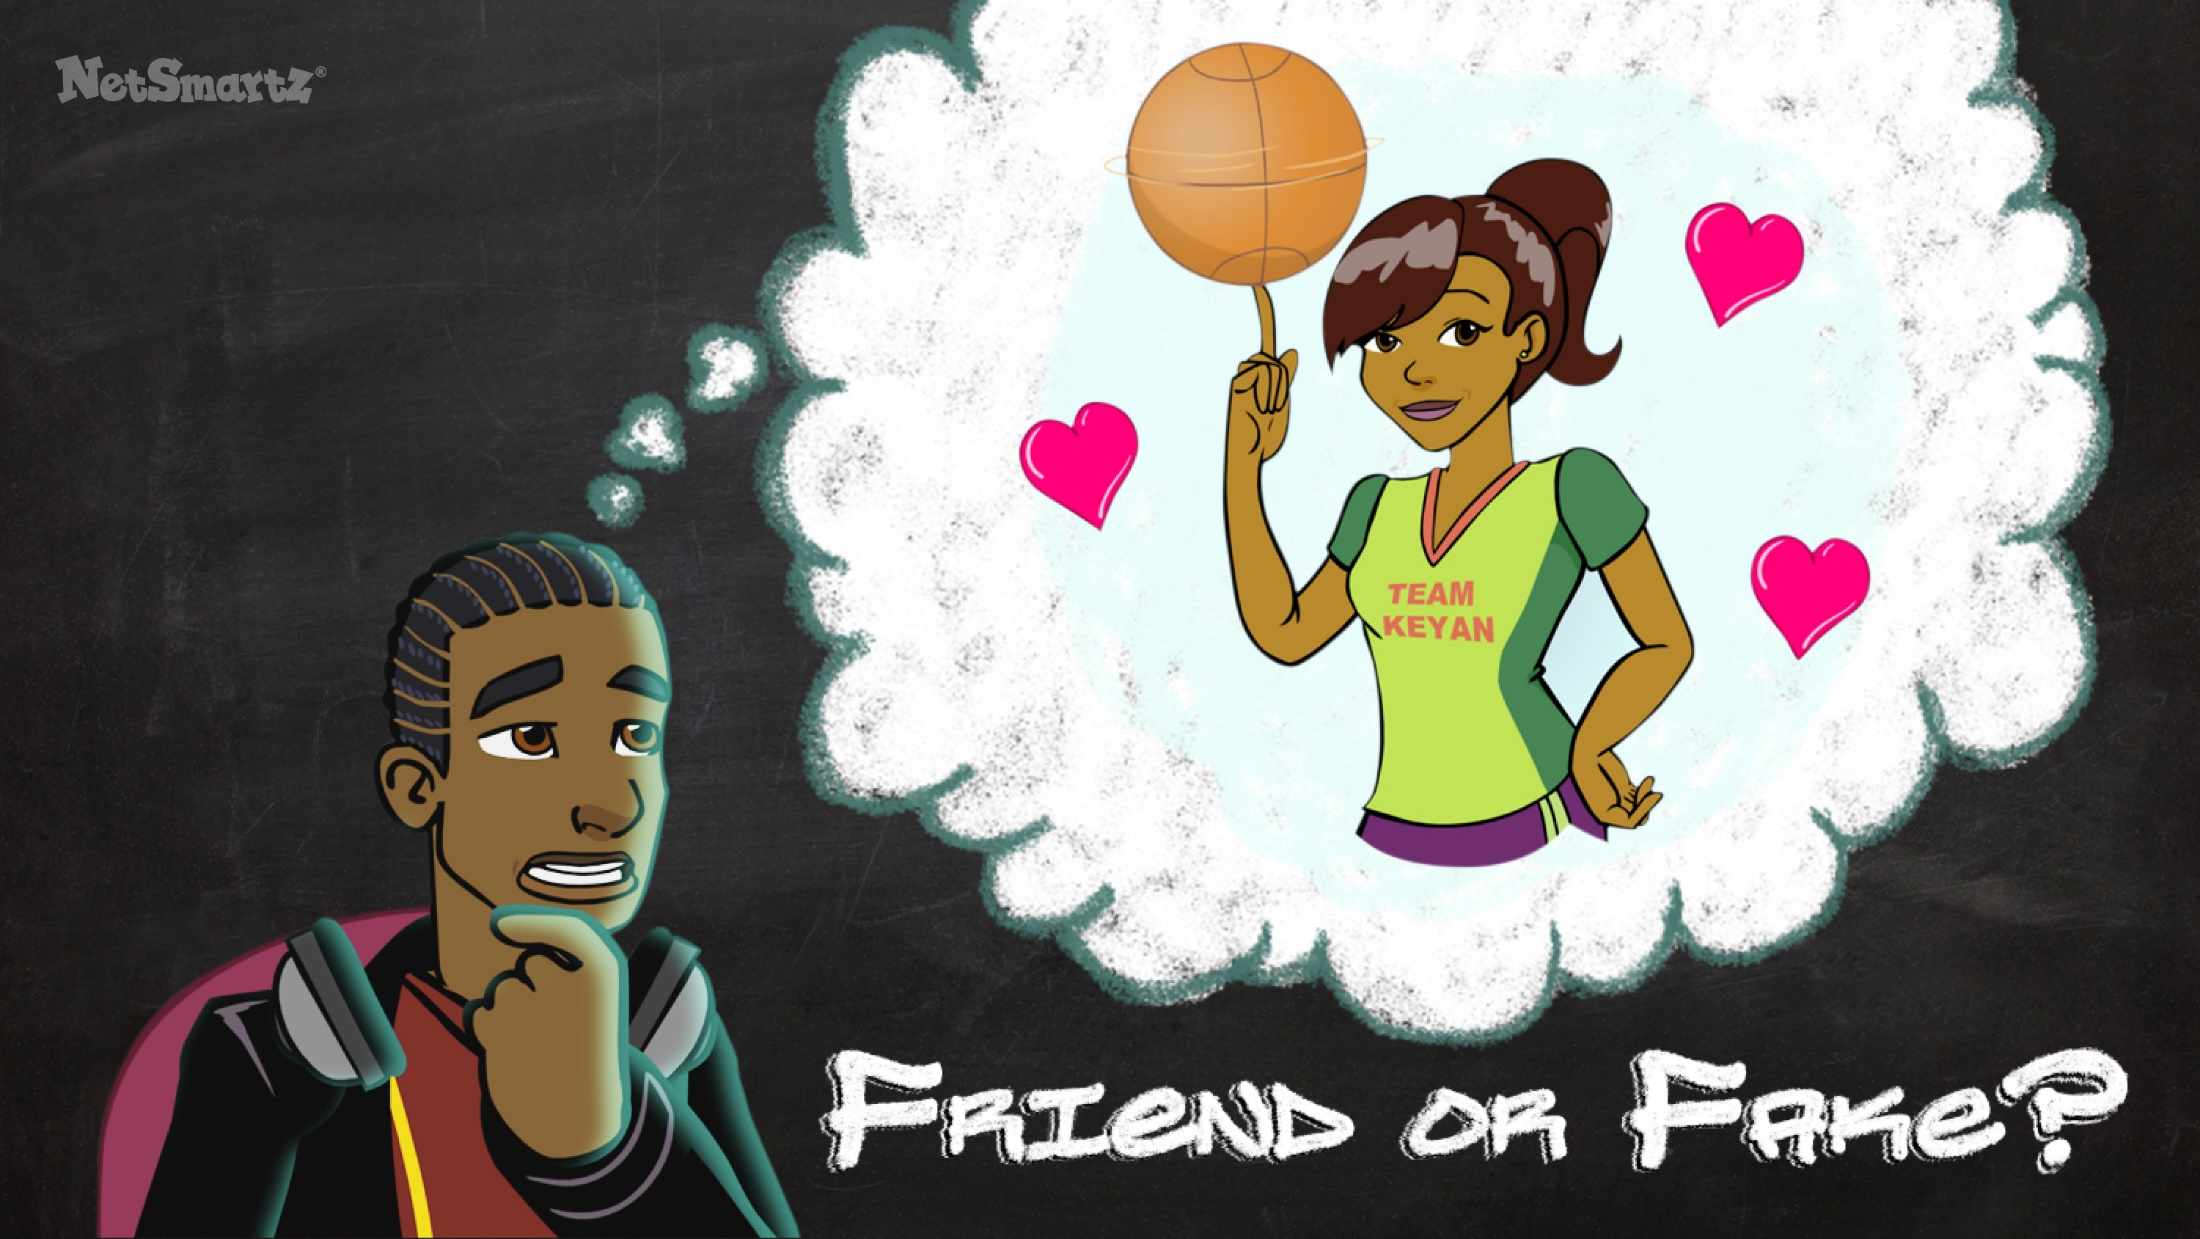 NetSmartz®
TEAM
KEYAN
Friend or Fake?